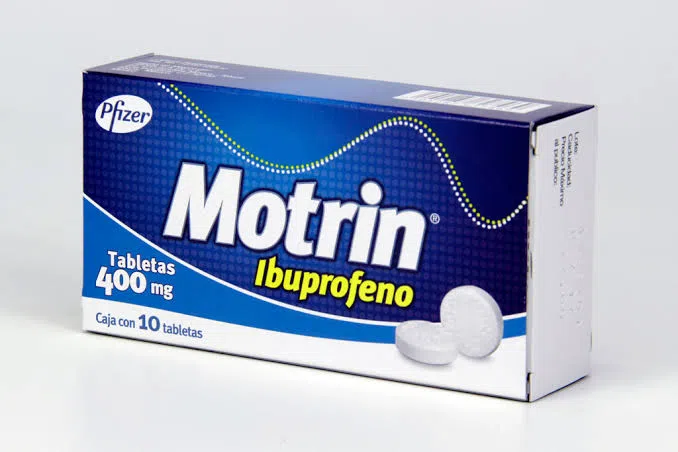 Pfizer
Motrin®
Ibuprofeno
Tabletas
400 mg
Caja con 10 tabletas
Lote:
Caducidad:
Precio Máximo
al público: